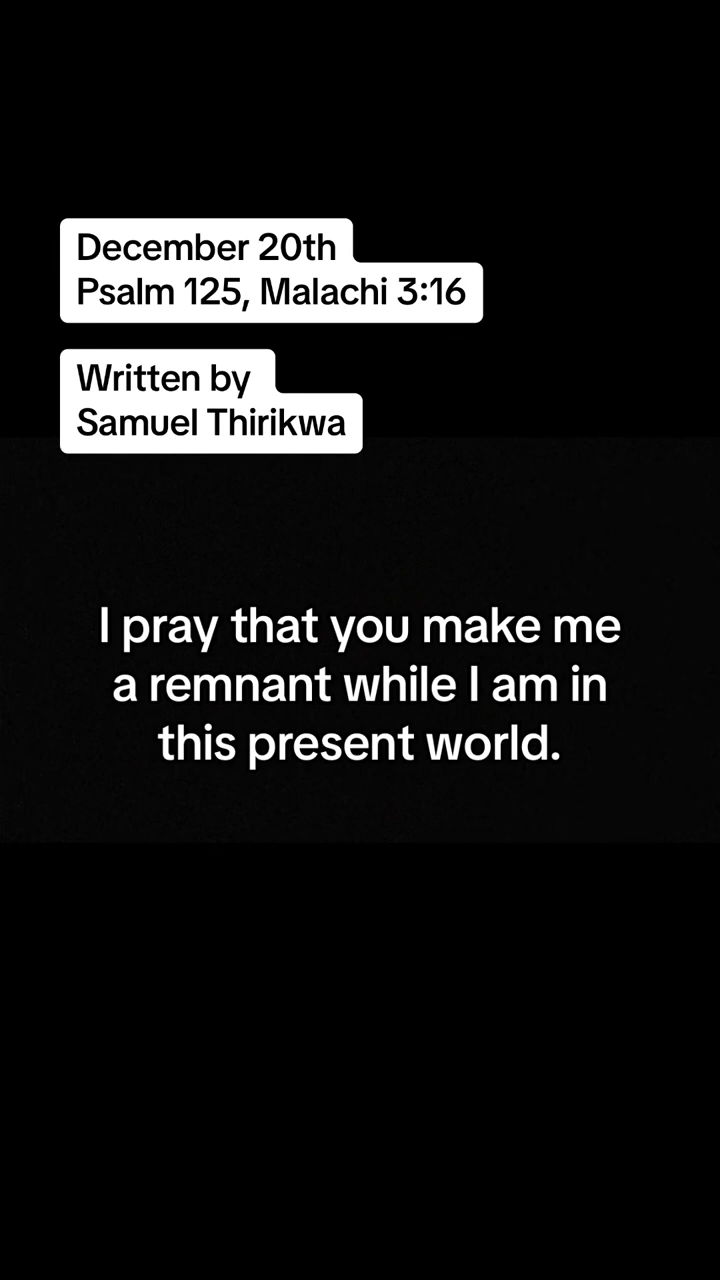 December 20th
Psalm 125, Malachi 3:16
Written by
Samuel Thirikwa
I pray that you make me
a remnant while I am in
this present world.